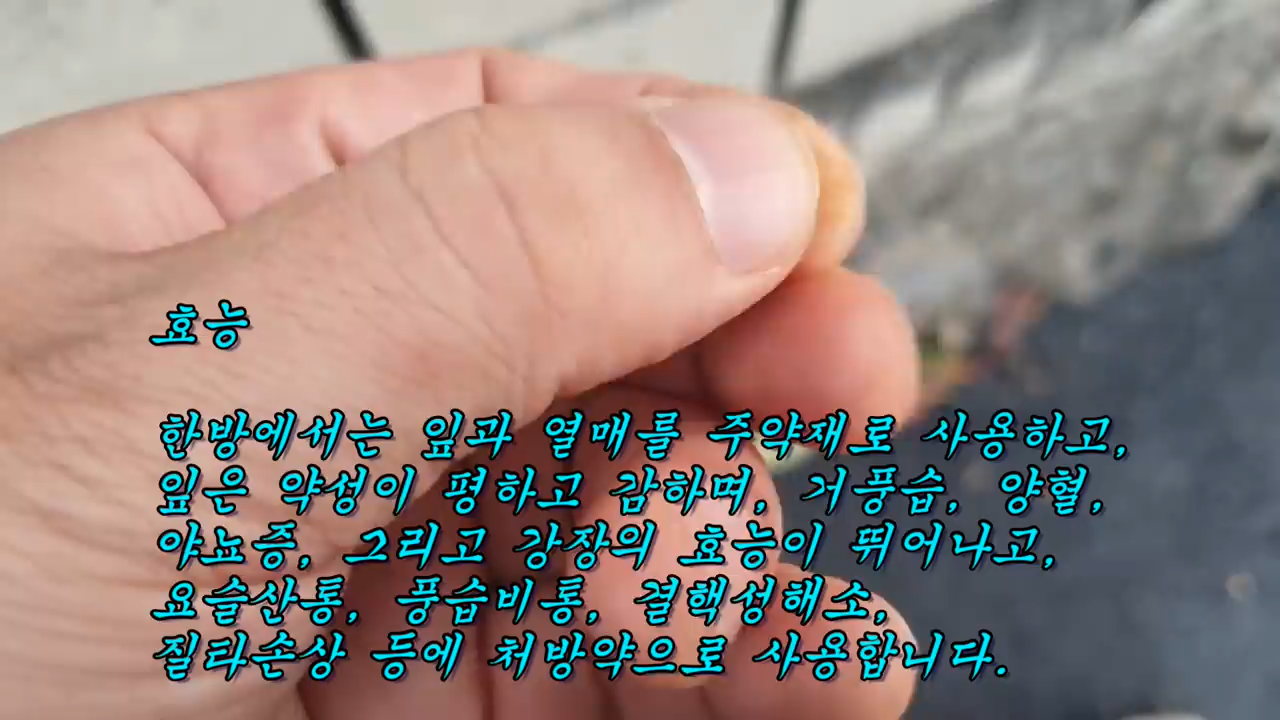 효능
한방에서는 잎과 열매를 주약재로 사용하고,
잎은 약성이 평하고 감하며, 거풍습, 양혈,
야뇨증, 그리고 강장의 효능이 뛰어나고,
요슬산통, 풍습비통, 결핵성해소,
질타손상 등에 처방약으로 사용합니다.